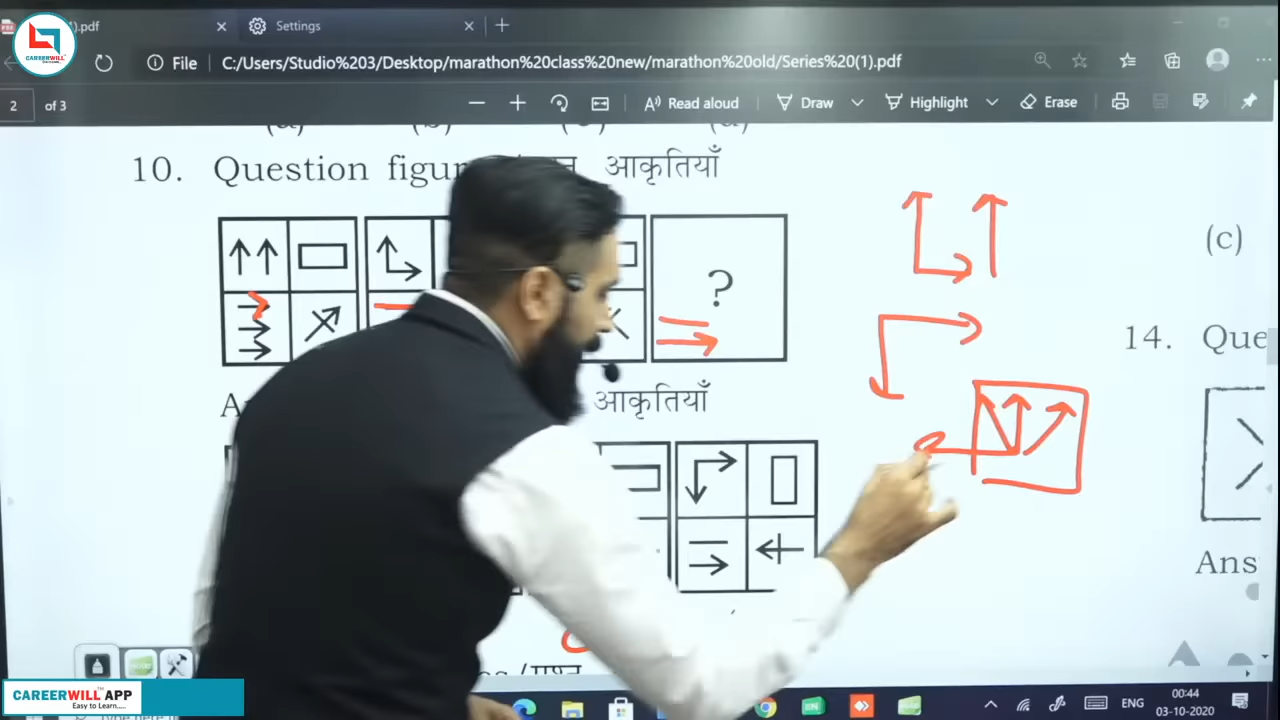 ).pdf
Settings
CAREERWILL
File
C:/Users/Studio%203/Desktop/marathon%20class%20new/marathon%20old/Series%20(1).pdf
2 of 3
Read aloud
Draw
Highlight
Erase
10. Question figur आकृतियाँ
?
(c)
14. Que
आकृतियाँ
Ans
CAREERWILL APP
Easy to Learn.....
ENG
00:44
03-10-2020